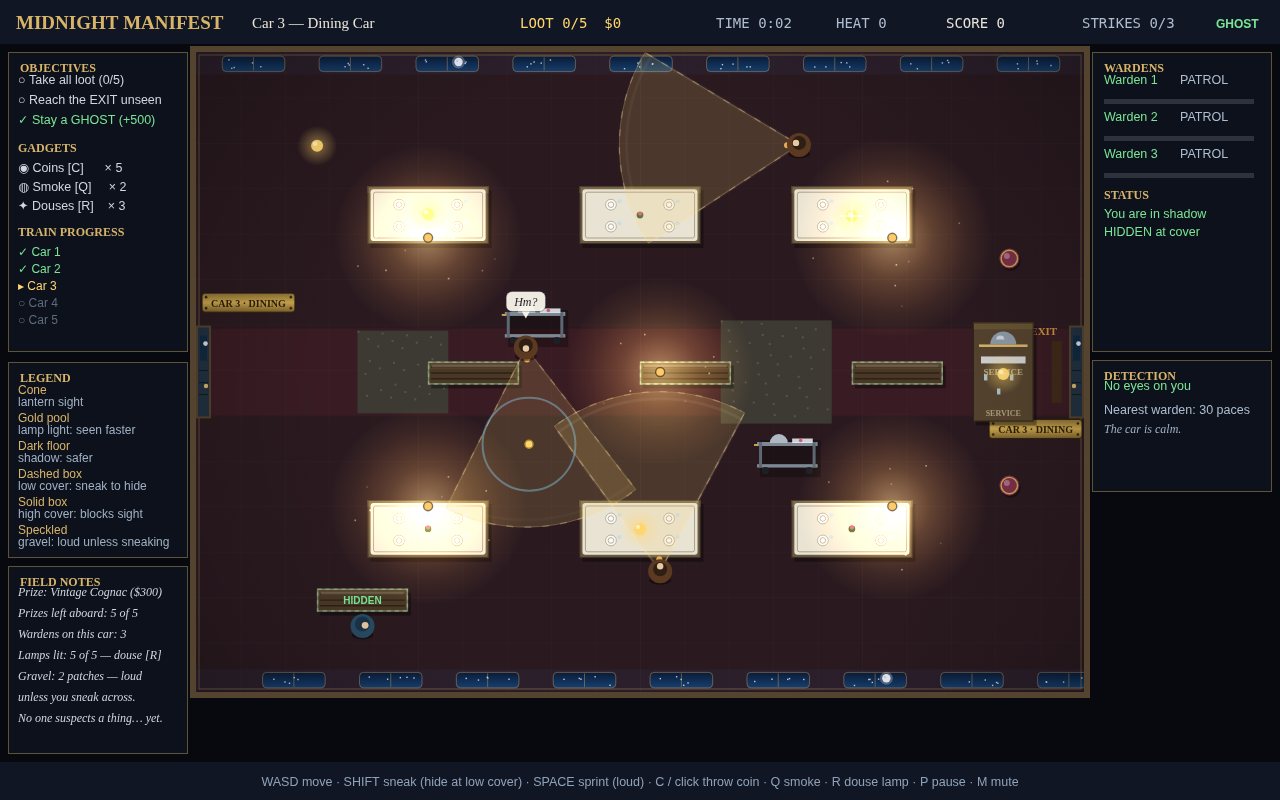 MIDNIGHT MANIFEST
Car 3 — Dining Car
LOOT 0/5 $0
TIME 0:02
HEAT 0
SCORE 0
STRIKES 0/3
GHOST
OBJECTIVES
○ Take all loot (0/5)
○ Reach the EXIT unseen
✓ Stay a GHOST (+500)
GADGETS
◉ Coins [C] × 5
◍ Smoke [Q] × 2
✦ Douses [R] × 3
TRAIN PROGRESS
✓ Car 1
✓ Car 2
▸ Car 3
○ Car 4
○ Car 5
LEGEND
Cone
lantern sight
Gold pool
lamp light: seen faster
Dark floor
shadow: safer
Dashed box
low cover: sneak to hide
Solid box
high cover: blocks sight
Speckled
gravel: loud unless sneaking
FIELD NOTES
Prize: Vintage Cognac ($300)
Prizes left aboard: 5 of 5
Wardens on this car: 3
Lamps lit: 5 of 5 — douse [R]
Gravel: 2 patches — loud
unless you sneak across.
No one suspects a thing… yet.
CAR 3 · DINING
Hm?
HIDDEN
EXIT
SERVICE
SERVICE
CAR 3 · DINING
WARDENS
Warden 1 PATROL
Warden 2 PATROL
Warden 3 PATROL
STATUS
You are in shadow
HIDDEN at cover
DETECTION
No eyes on you
Nearest warden: 30 paces
The car is calm.
WASD move · SHIFT sneak (hide at low cover) · SPACE sprint (loud) · C / click throw coin · Q smoke · R douse lamp · P pause · M mute